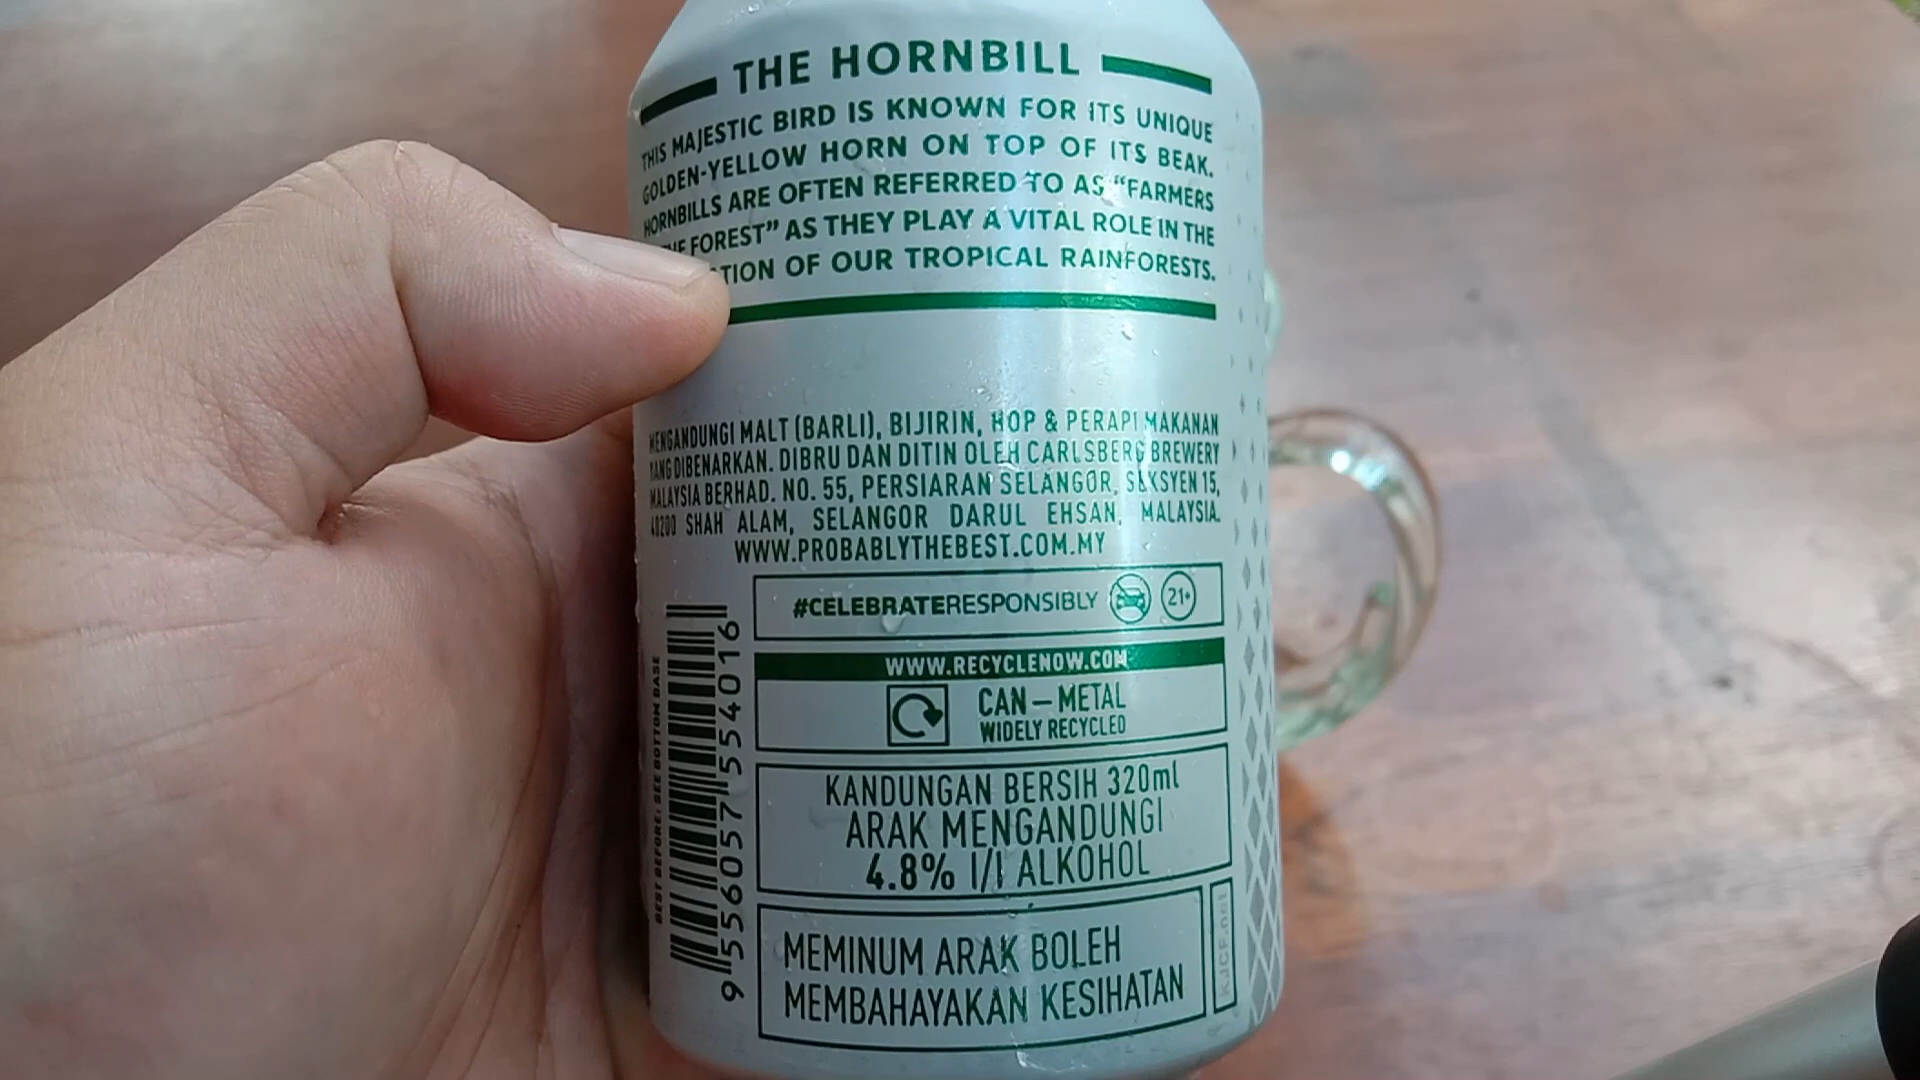 THE HORNBILL
THIS MAJESTIC BIRD IS KNOWN FOR ITS UNIQUE
GOLDEN-YELLOW HORN ON TOP OF ITS BEAK.
HORNBILLS ARE OFTEN REFERRED TO AS "FARMERS
FOREST" AS THEY PLAY A VITAL ROLE IN THE
OF OUR TROPICAL RAINFORESTS.
MENGANDUNGI MALT (BARLI), BIJIRIN, HOP & PERAPI MAKANAN
YANG DIBENARKAN. DIBRU DAN DITIN OLEH CARLSBERG BREWERY
MALAYSIA BERHAD. NO. 55, PERSIARAN SELANGOR, SEKSYEN 15,
40200 SHAH ALAM, SELANGOR DARUL EHSAN, MALAYSIA.
WWW.PROBABLYTHEBEST.COM.MY
#CELEBRATERESPONSIBLY 21+
WWW.RECYCLENOW.COM
CAN – METAL
WIDELY RECYCLED
KANDUNGAN BERSIH 320ml
ARAK MENGANDUNGI
4.8% I/I ALKOHOL
MEMINUM ARAK BOLEH
MEMBAHAYAKAN KESIHATAN
BEST BEFORE: SEE BOTTOM BASE
9 556057 554016
KJCF.net